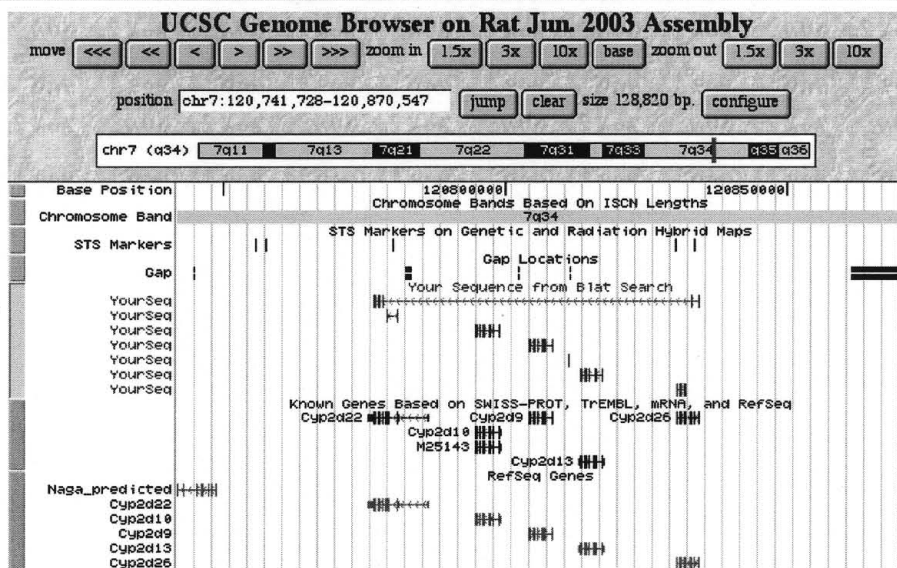 UCSC Genome Browser on Rat Jun. 2003 Assembly
move <<< << < > >> >>> zoom in 1.5x 3x 10x base zoom out 1.5x 3x 10x
position chr7:120,741,728-120,870,547 jump clear size 128,820 bp. configure
chr7 (q34) 7q11 7q13 7q21 7q22 7q31 7q33 7q34 q35 q36
Base Position 120800000 120850000
Chromosome Bands Based On ISCN Lengths
Chromosome Band 7q34
STS Markers on Genetic and Radiation Hybrid Maps
STS Markers
Gap Locations
Gap
Your Sequence from Blat Search
YourSeq
YourSeq
YourSeq
YourSeq
YourSeq
YourSeq
YourSeq
Known Genes Based on SWISS-PROT, TrEMBL, mRNA, and RefSeq
Cyp2d22 Cyp2d9 Cyp2d26
Cyp2d10
M25143
Cyp2d13
RefSeq Genes
Naga_predicted
Cyp2d22
Cyp2d10
Cyp2d9
Cyp2d13
Cyp2d26